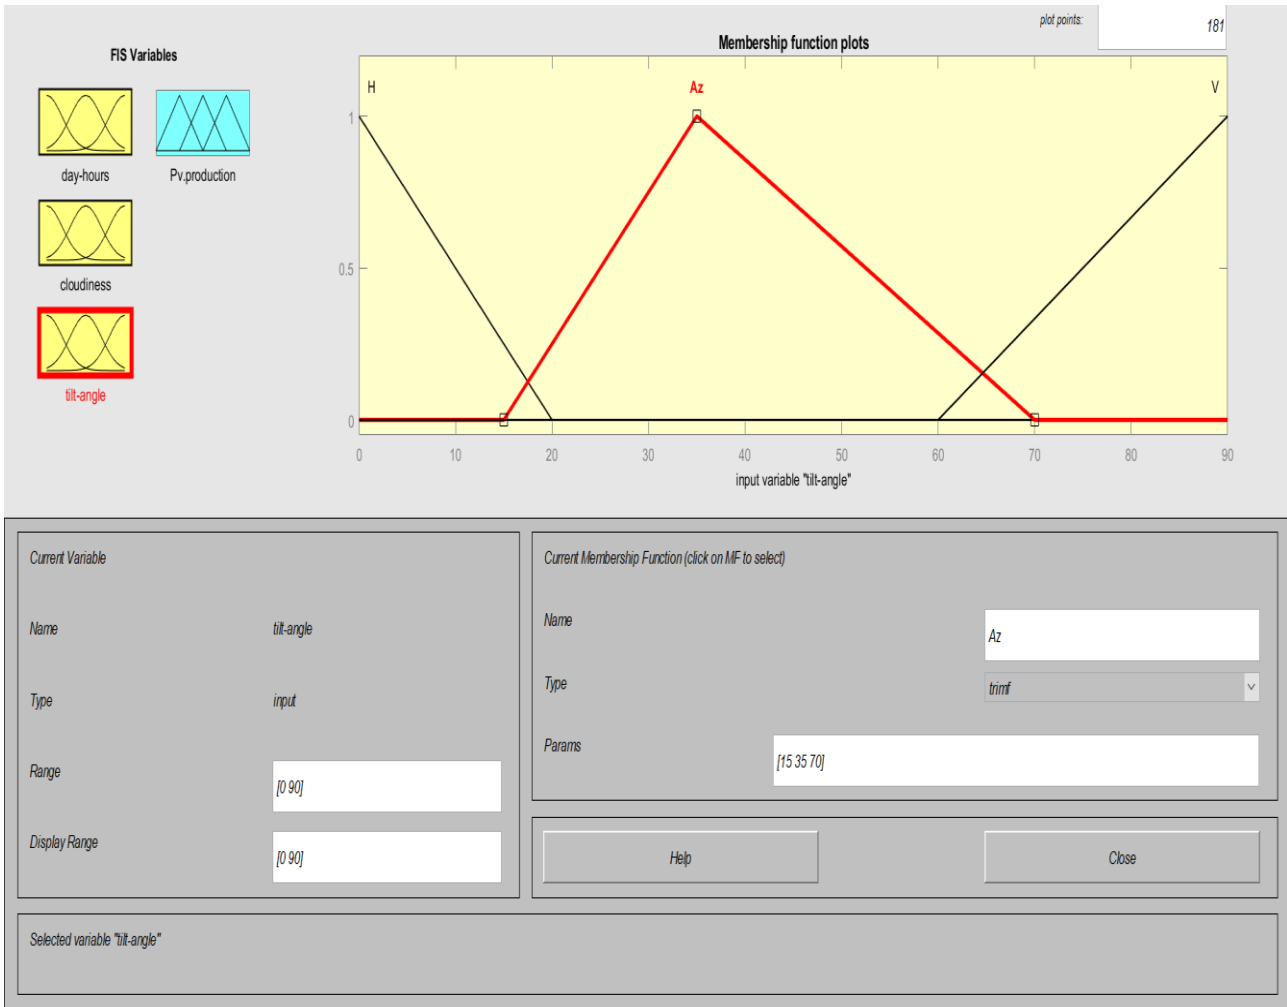 plot points:
181
FIS Variables
Membership function plots
H
Az
V
day-hours
Pv.production
cloudiness
tilt-angle
1
0.5
0
0 10 20 30 40 50 60 70 80 90
input variable "tilt-angle"
Current Variable
Name tilt-angle
Type input
Range [0 90]
Display Range [0 90]
Current Membership Function (click on MF to select)
Name Az
Type trimf
Params [15 35 70]
Help Close
Selected variable "tilt-angle"